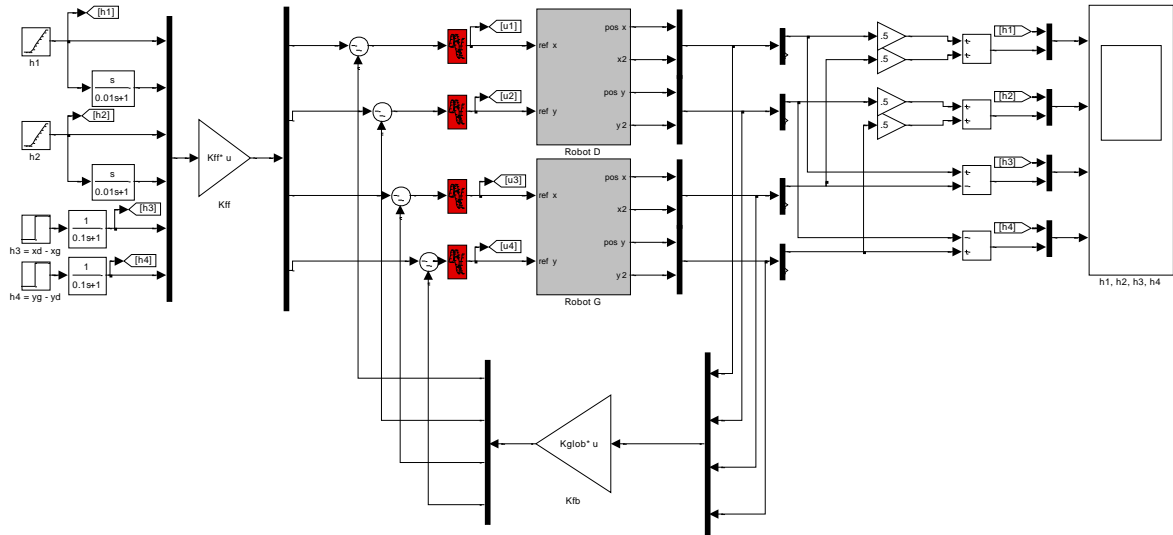 [h1]
h1
s
0.01s+1
[h2]
h2
s
0.01s+1
[h3]
1
0.1s+1
h3 = xd - xg
[h4]
1
0.1s+1
h4 = yg - yd
Kff* u
Kff
[u1]
[u2]
[u3]
[u4]
ref x
ref y
pos x
x2
pos y
y2
Robot D
ref x
ref y
pos x
x2
pos y
y2
Robot G
Kglob* u
Kfb
.5
.5
.5
.5
[h1]
[h2]
[h3]
[h4]
h1, h2, h3, h4